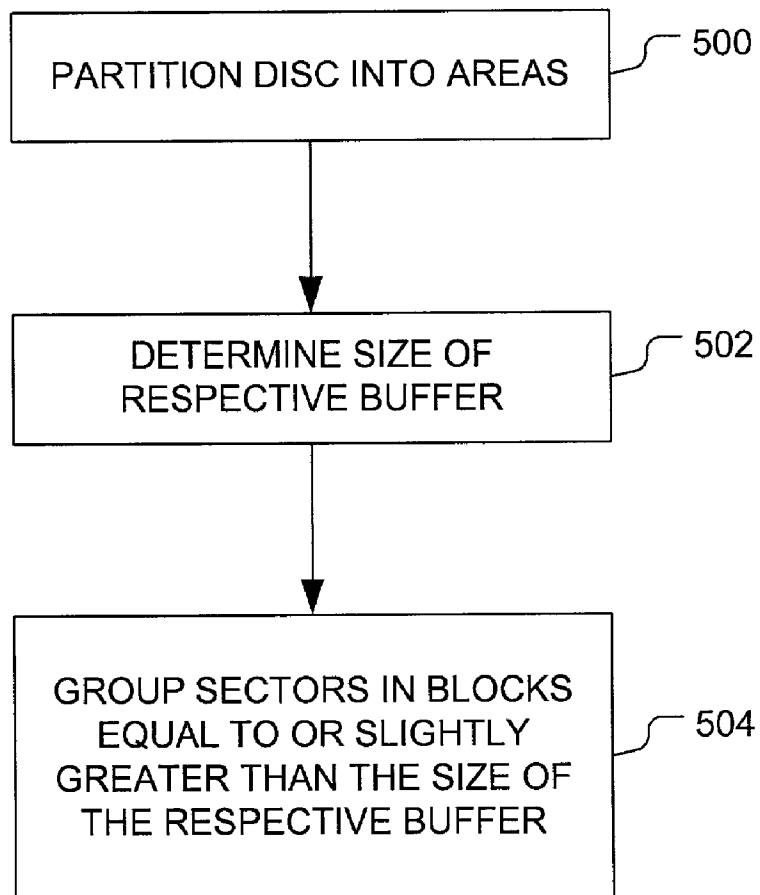 PARTITION DISC INTO AREAS
500
DETERMINE SIZE OF
RESPECTIVE BUFFER
502
GROUP SECTORS IN BLOCKS
EQUAL TO OR SLIGHTLY
GREATER THAN THE SIZE OF
THE RESPECTIVE BUFFER
504